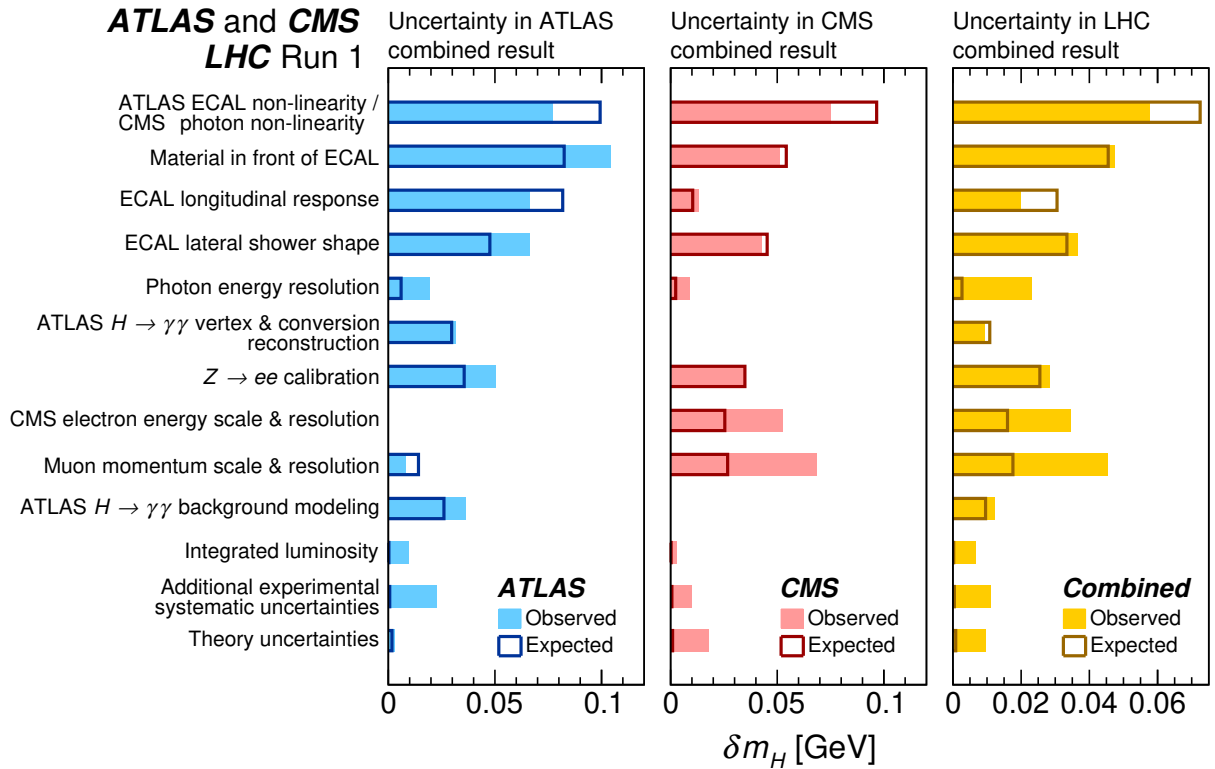 ATLAS and CMS
LHC Run 1
Uncertainty in ATLAS
combined result
Uncertainty in CMS
combined result
Uncertainty in LHC
combined result
ATLAS ECAL non-linearity /
CMS photon non-linearity
Material in front of ECAL
ECAL longitudinal response
ECAL lateral shower shape
Photon energy resolution
ATLAS H → γγ vertex & conversion
reconstruction
Z → ee calibration
CMS electron energy scale & resolution
Muon momentum scale & resolution
ATLAS H → γγ background modeling
Integrated luminosity
Additional experimental
systematic uncertainties
Theory uncertainties
ATLAS
Observed
Expected
CMS
Observed
Expected
Combined
Observed
Expected
0 0.05 0.1
0 0.05 0.1
0 0.02 0.04 0.06
δm_H [GeV]